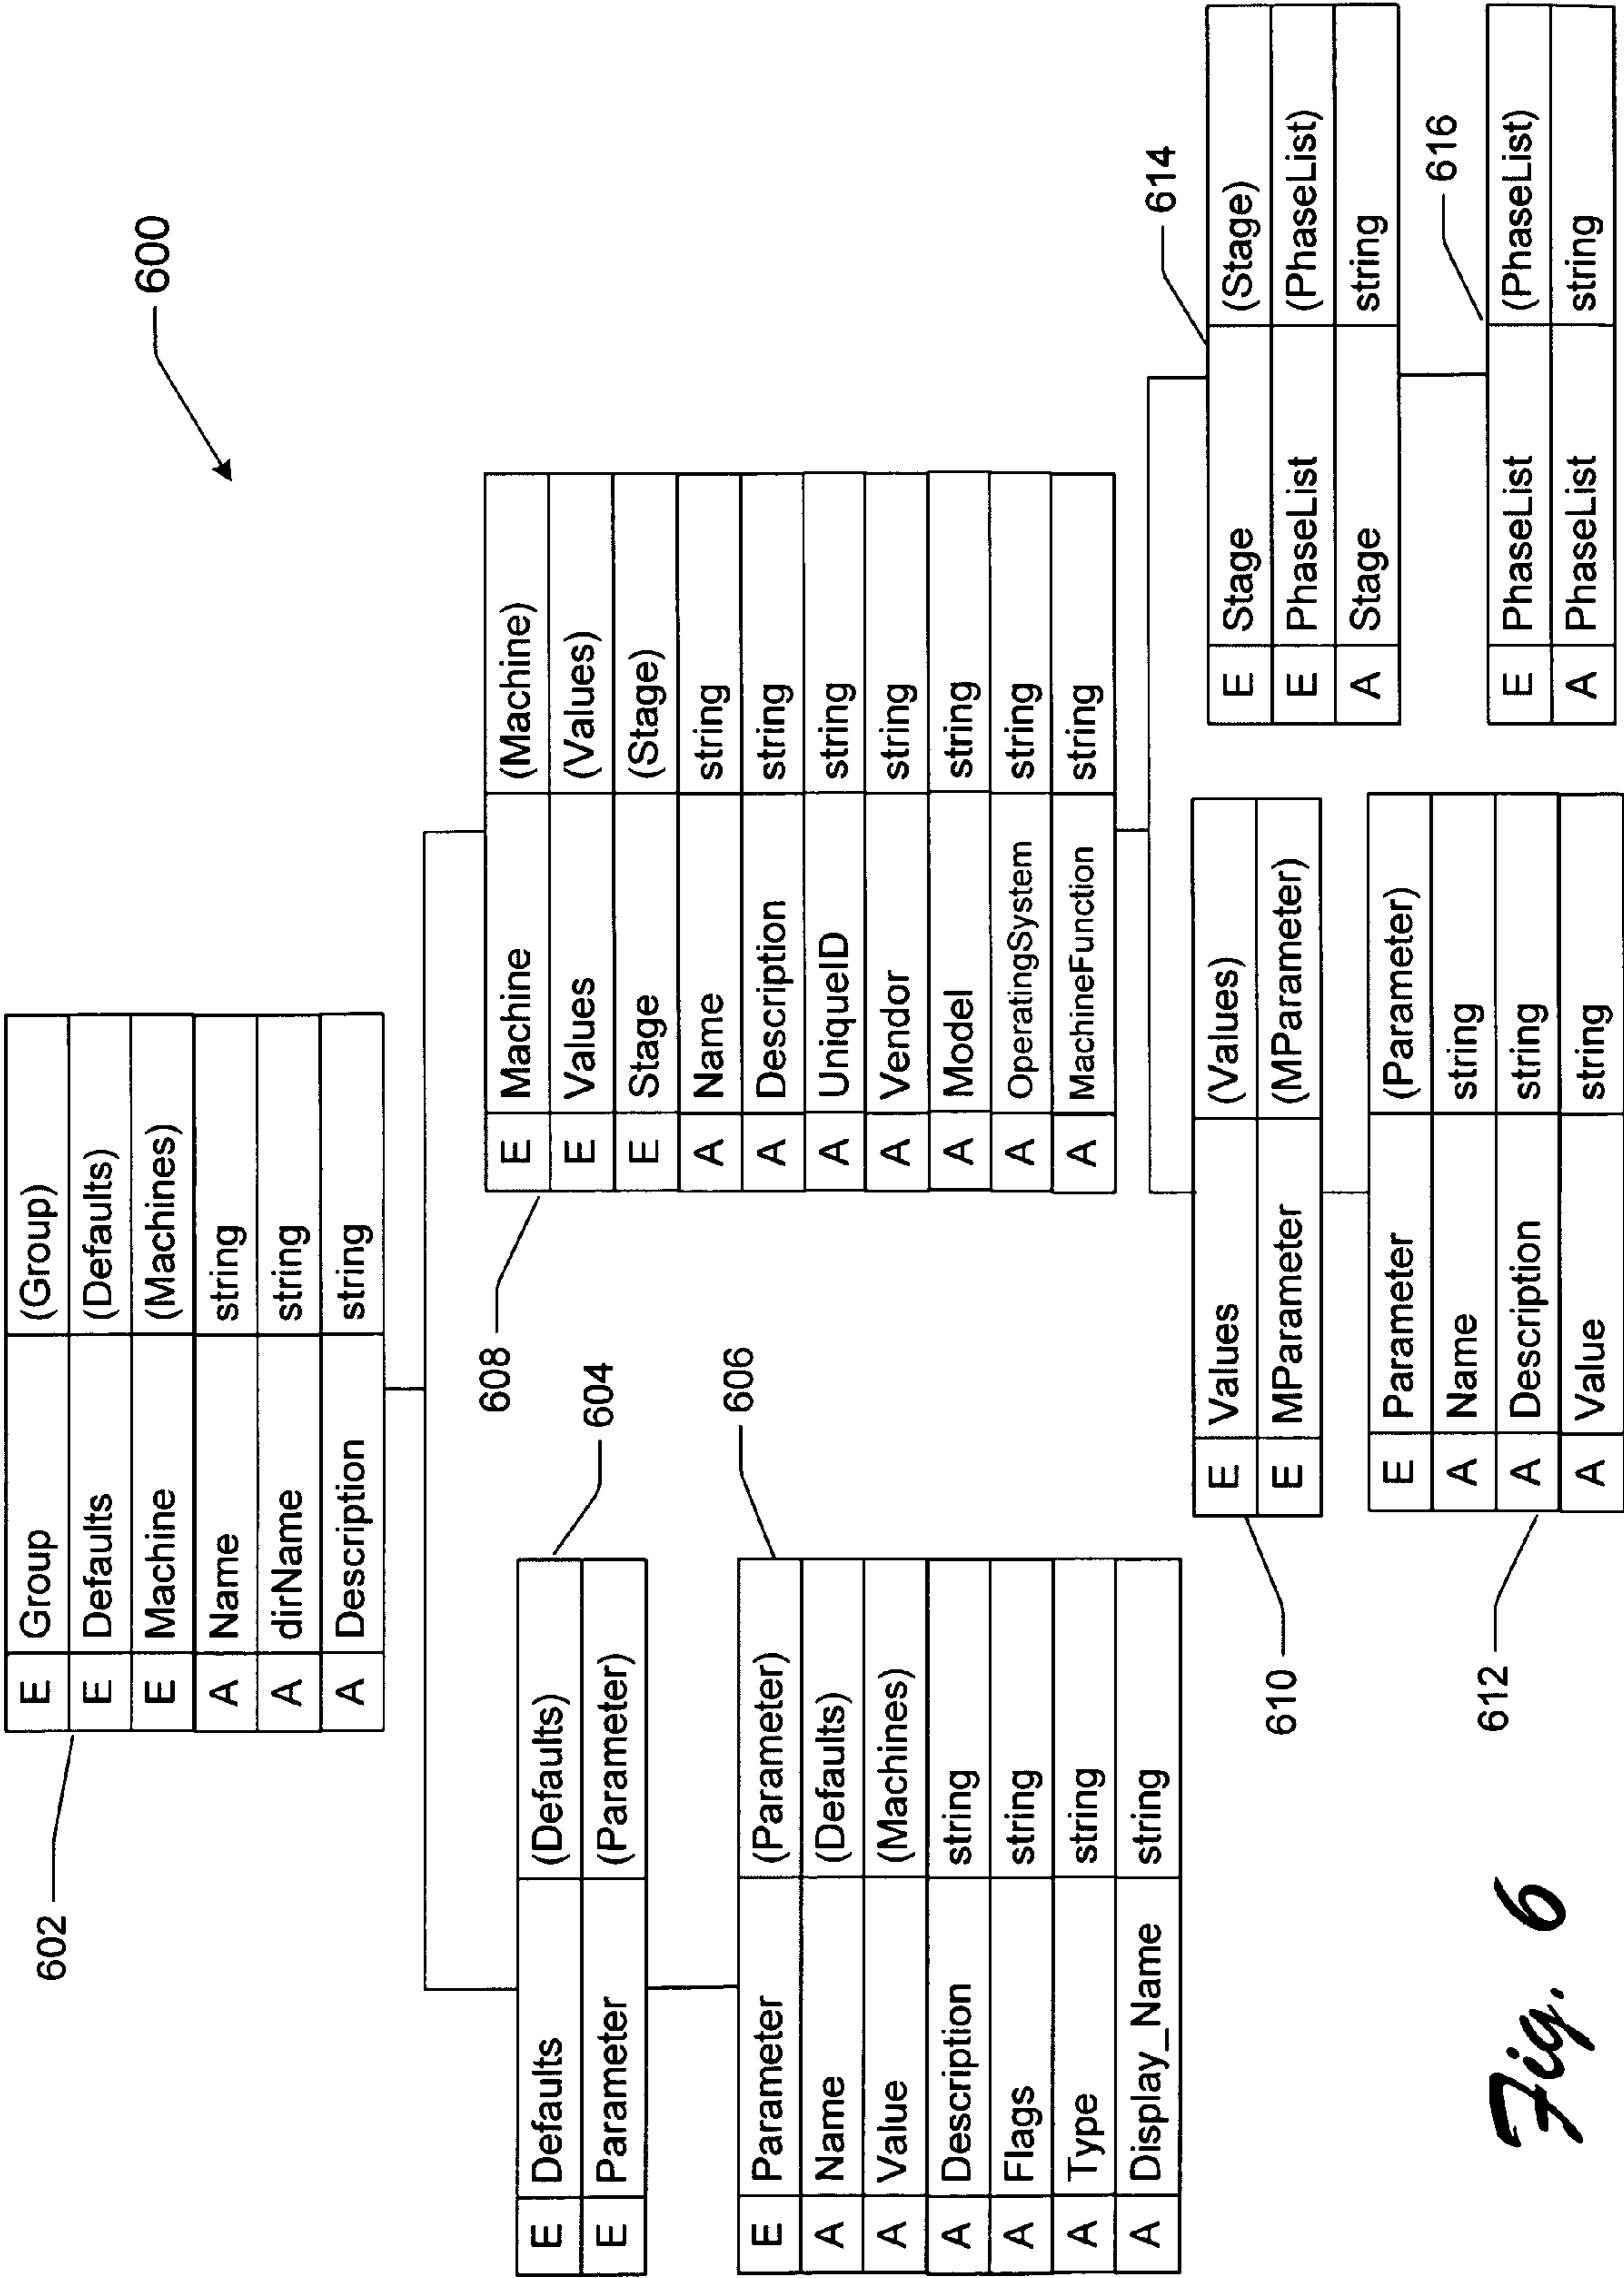 600
602
E Group (Group)
E Defaults (Defaults)
E Machine (Machines)
A Name string
A dirName string
A Description string
604
E Defaults (Defaults)
E Parameter (Parameter)
606
E Parameter (Parameter)
A Name (Defaults)
A Value (Machines)
A Description string
A Flags string
A Type string
A Display_Name string
608
E Machine (Machine)
E Values (Values)
E Stage (Stage)
A Name string
A Description string
A UniqueID string
A Vendor string
A Model string
A OperatingSystem string
A MachineFunction string
610
E Values (Values)
E MParameter (MParameter)
612
E Parameter (Parameter)
A Name string
A Description string
A Value string
614
E Stage (Stage)
E PhaseList (PhaseList)
A Stage string
616
E PhaseList (PhaseList)
A PhaseList string
Fig. 6